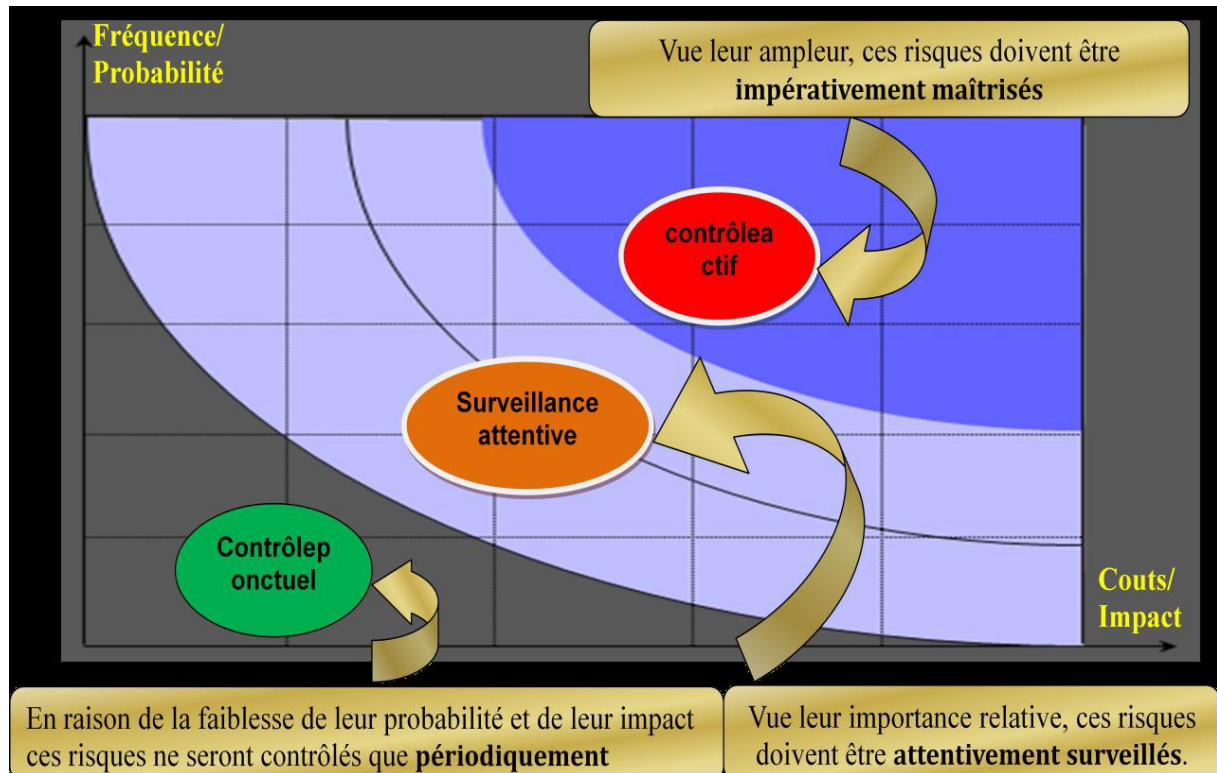 Fréquence/
Probabilité
Vue leur ampleur, ces risques doivent être
impérativement maîtrisés
contrôlea
ctif
Surveillance
attentive
Contrôlep
onctuel
Couts/
Impact
En raison de la faiblesse de leur probabilité et de leur impact
ces risques ne seront contrôlés que périodiquement
Vue leur importance relative, ces risques
doivent être attentivement surveillés.